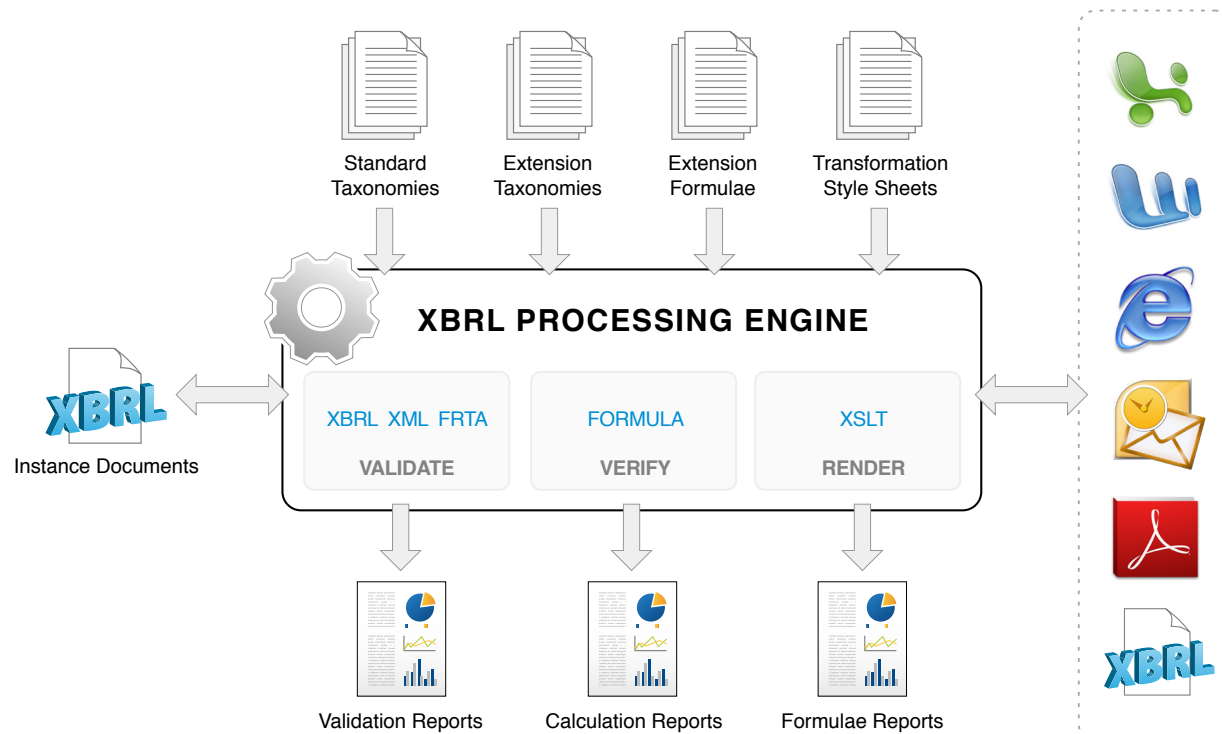 Standard
Taxonomies
Extension
Taxonomies
Extension
Formulae
Transformation
Style Sheets
XBRL PROCESSING ENGINE
XBRL
Instance Documents
XBRL XML FRTA
VALIDATE
FORMULA
VERIFY
XSLT
RENDER
Validation Reports
Calculation Reports
Formulae Reports
XBRL